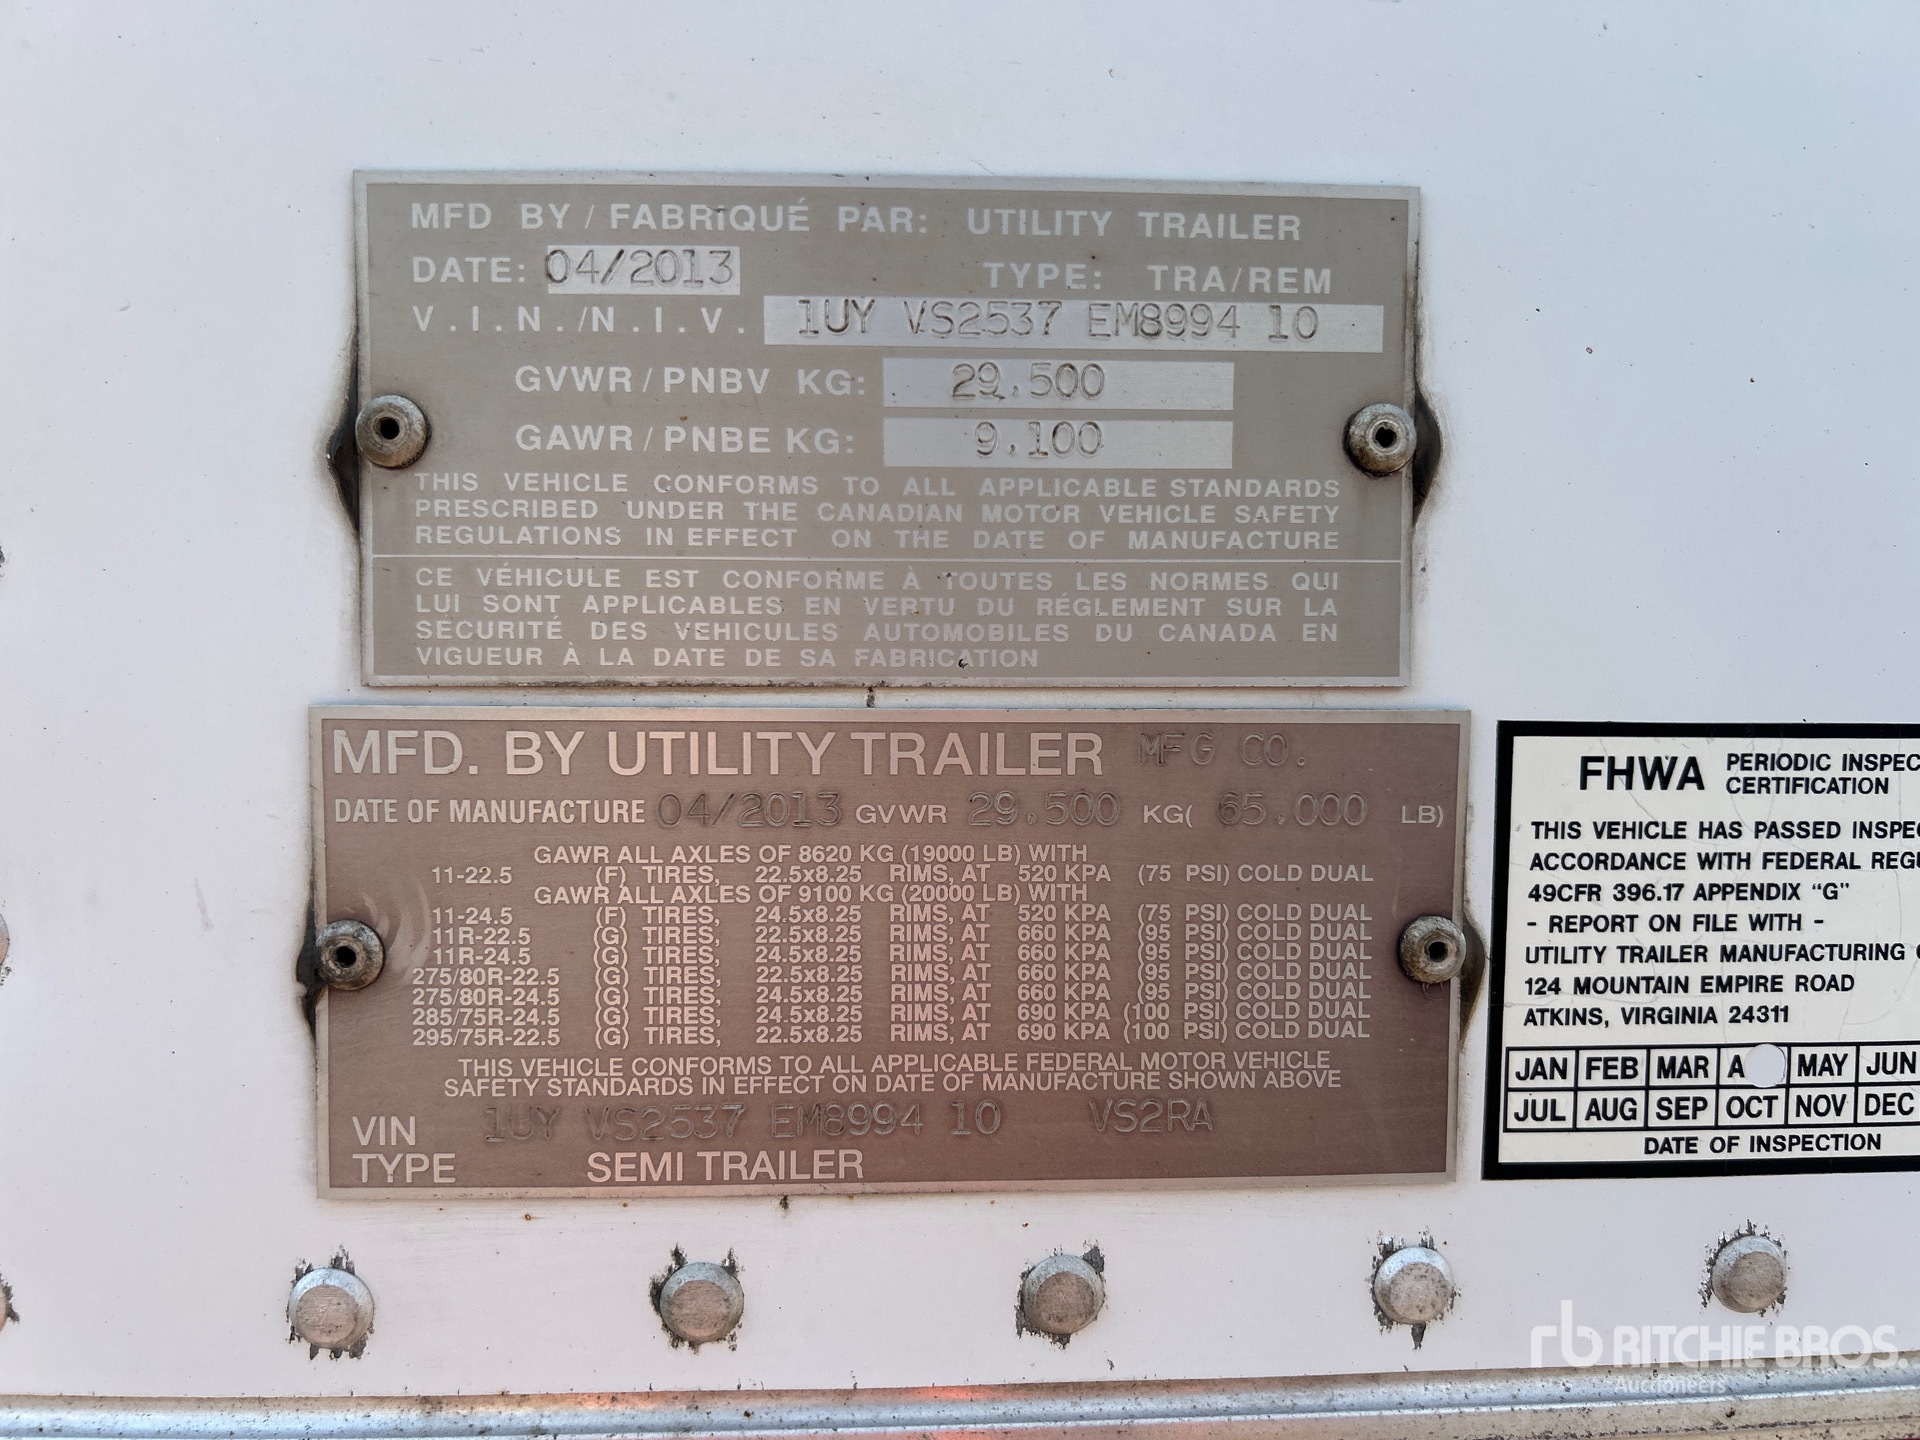 MFD BY / FABRIQUÉ PAR: UTILITY TRAILER
DATE: 04/2013 TYPE: TRA/REM
V.I.N./N.I.V. 1UY VS2537 EM8994 10
GVWR / PNBV KG: 29,500
GAWR / PNBE KG: 9,100
THIS VEHICLE CONFORMS TO ALL APPLICABLE STANDARDS
PRESCRIBED UNDER THE CANADIAN MOTOR VEHICLE SAFETY
REGULATIONS IN EFFECT ON THE DATE OF MANUFACTURE
CE VÉHICULE EST CONFORME À TOUTES LES NORMES QUI
LUI SONT APPLICABLES EN VERTU DU RÉGLEMENT SUR LA
SÉCURITÉ DES VEHICULES AUTOMOBILES DU CANADA EN
VIGUEUR À LA DATE DE SA FABRICATION
MFD. BY UTILITY TRAILER MFG CO.
DATE OF MANUFACTURE 04/2013 GVWR 29,500 KG( 65,000 LB)
GAWR ALL AXLES OF 8620 KG (19000 LB) WITH
11-22.5 (F) TIRES, 22.5x8.25 RIMS, AT 520 KPA (75 PSI) COLD DUAL
GAWR ALL AXLES OF 9100 KG (20000 LB) WITH
11-24.5 (F) TIRES, 24.5x8.25 RIMS, AT 520 KPA (75 PSI) COLD DUAL
11R-22.5 (G) TIRES, 22.5x8.25 RIMS, AT 660 KPA (95 PSI) COLD DUAL
11R-24.5 (G) TIRES, 24.5x8.25 RIMS, AT 660 KPA (95 PSI) COLD DUAL
275/80R-22.5 (G) TIRES, 22.5x8.25 RIMS, AT 660 KPA (95 PSI) COLD DUAL
275/80R-24.5 (G) TIRES, 24.5x8.25 RIMS, AT 660 KPA (95 PSI) COLD DUAL
285/75R-24.5 (G) TIRES, 24.5x8.25 RIMS, AT 690 KPA (100 PSI) COLD DUAL
295/75R-22.5 (G) TIRES, 22.5x8.25 RIMS, AT 690 KPA (100 PSI) COLD DUAL
THIS VEHICLE CONFORMS TO ALL APPLICABLE FEDERAL MOTOR VEHICLE
SAFETY STANDARDS IN EFFECT ON DATE OF MANUFACTURE SHOWN ABOVE
VIN 1UY VS2537 EM8994 10 VS2RA
TYPE SEMI TRAILER
FHWA PERIODIC INSPEC
CERTIFICATION
THIS VEHICLE HAS PASSED INSPE
ACCORDANCE WITH FEDERAL REGU
49CFR 396.17 APPENDIX "G"
- REPORT ON FILE WITH -
UTILITY TRAILER MANUFACTURING
124 MOUNTAIN EMPIRE ROAD
ATKINS, VIRGINIA 24311
JAN FEB MAR A MAY JUN
JUL AUG SEP OCT NOV DEC
DATE OF INSPECTION
rb RITCHIE BROS.
Auctioneers